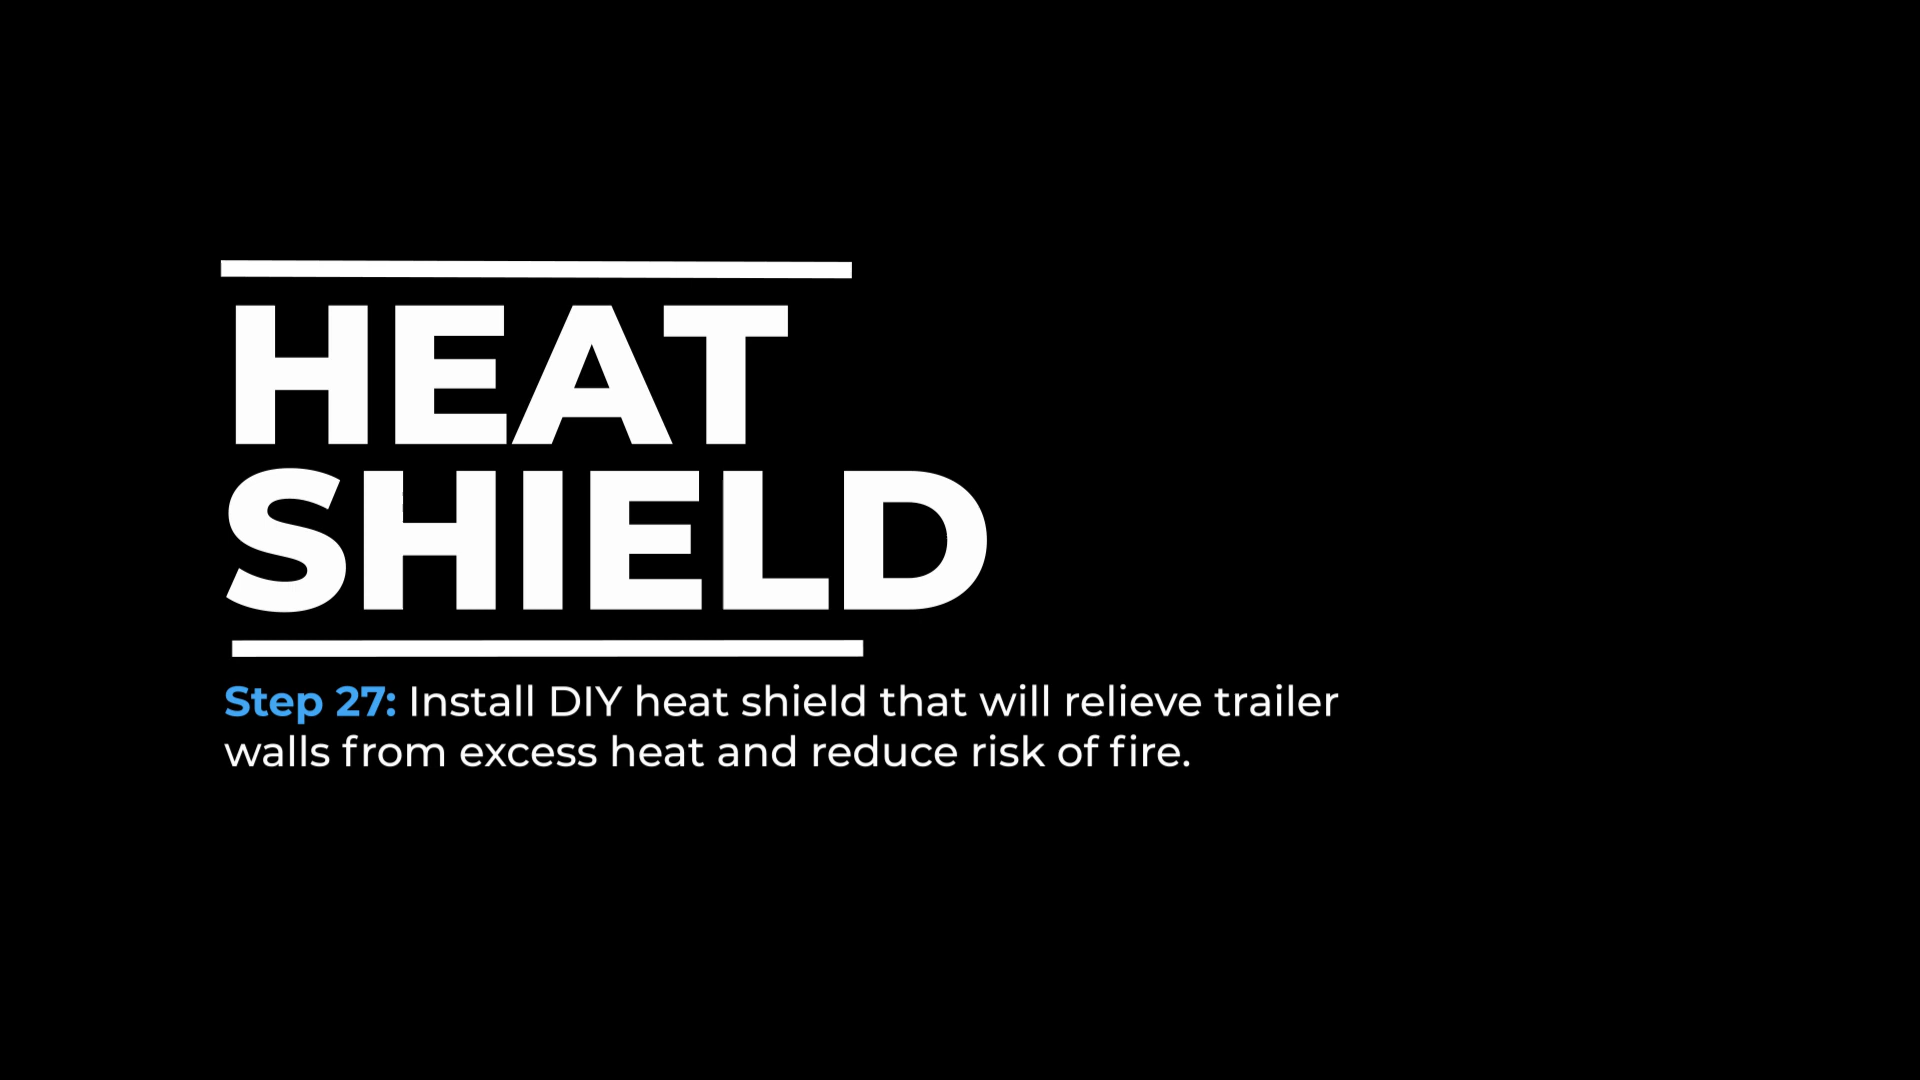 HEAT
SHIELD
Step 27: Install DIY heat shield that will relieve trailer
walls from excess heat and reduce risk of fire.